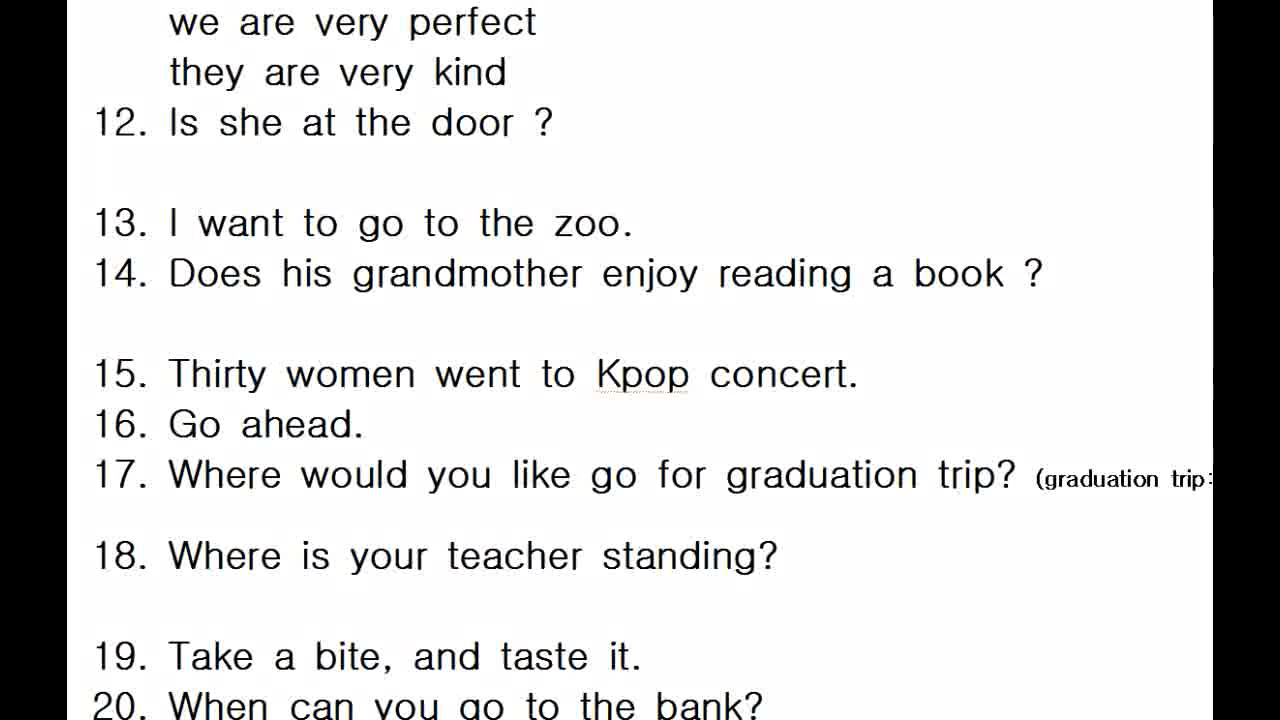 we are very perfect
they are very kind
12. Is she at the door ?
13. I want to go to the zoo.
14. Does his grandmother enjoy reading a book ?
15. Thirty women went to Kpop concert.
16. Go ahead.
17. Where would you like go for graduation trip? (graduation trip:
18. Where is your teacher standing?
19. Take a bite, and taste it.
20. When can you go to the bank?